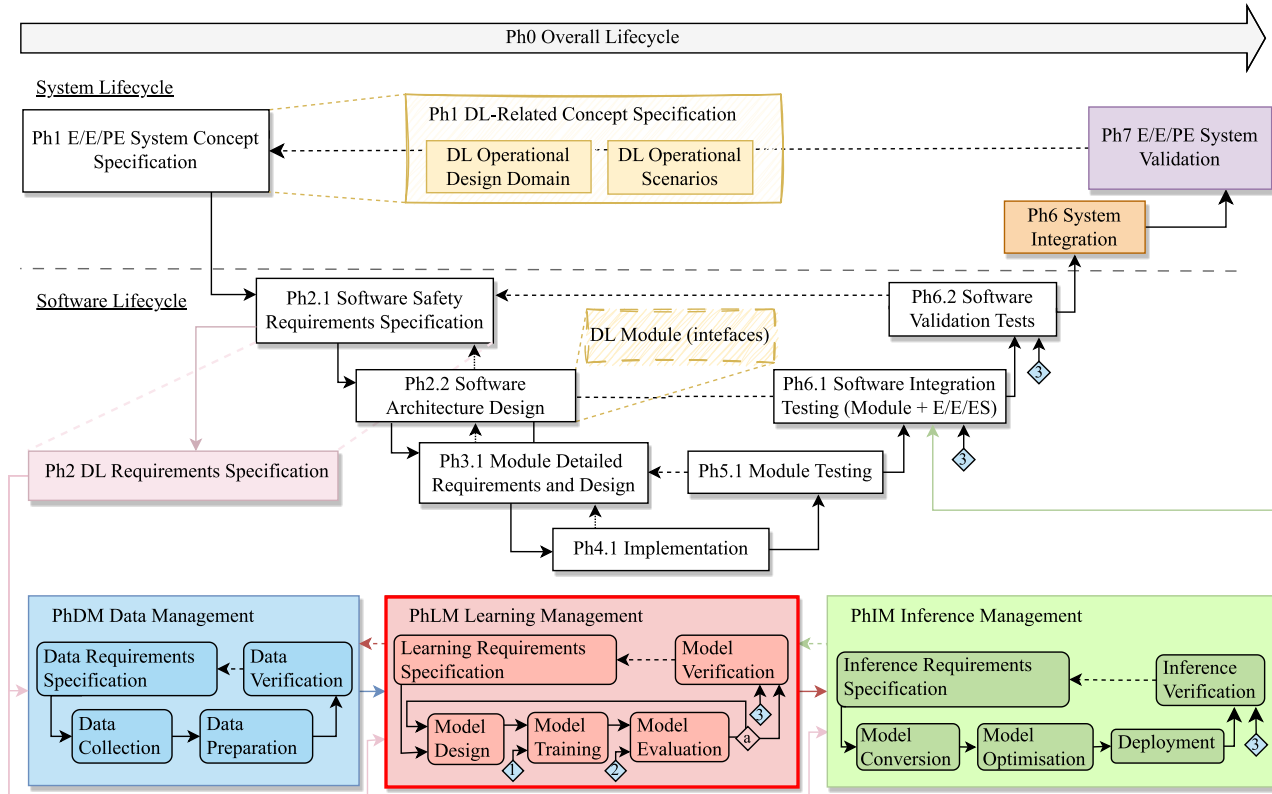 Ph0 Overall Lifecycle
System Lifecycle
Ph1 E/E/PE System Concept
Specification
Ph1 DL-Related Concept Specification
DL Operational
Design Domain
DL Operational
Scenarios
Ph7 E/E/PE System
Validation
Ph6 System
Integration
Software Lifecycle
Ph2.1 Software Safety
Requirements Specification
Ph6.2 Software
Validation Tests
DL Module (intefaces)
3
Ph2.2 Software
Architecture Design
Ph6.1 Software Integration
Testing (Module + E/E/ES)
3
Ph2 DL Requirements Specification
Ph3.1 Module Detailed
Requirements and Design
Ph5.1 Module Testing
Ph4.1 Implementation
PhDM Data Management
Data Requirements
Specification
Data
Verification
Data
Collection
Data
Preparation
PhLM Learning Management
Learning Requirements
Specification
Model
Verification
3
Model
Design
Model
Training
Model
Evaluation
a
1
2
PhIM Inference Management
Inference Requirements
Specification
Inference
Verification
Model
Conversion
Model
Optimisation
Deployment
3